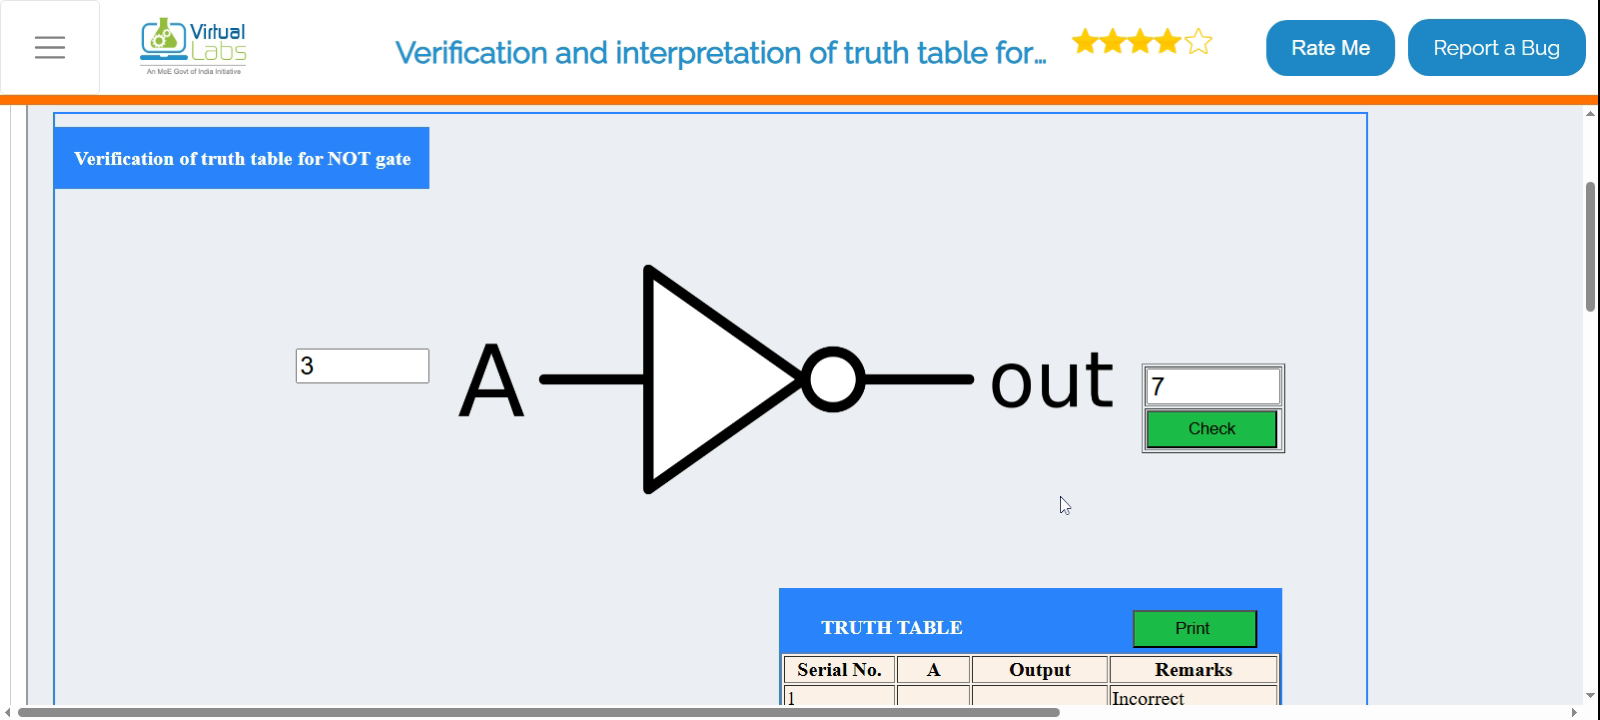 Virtual
Labs
An MoE Govt of India Initiative
Verification and interpretation of truth table for...
Rate Me
Report a Bug
Verification of truth table for NOT gate
3
A
out
7
Check
TRUTH TABLE
Print
Serial No. A Output Remarks
1 Incorrect